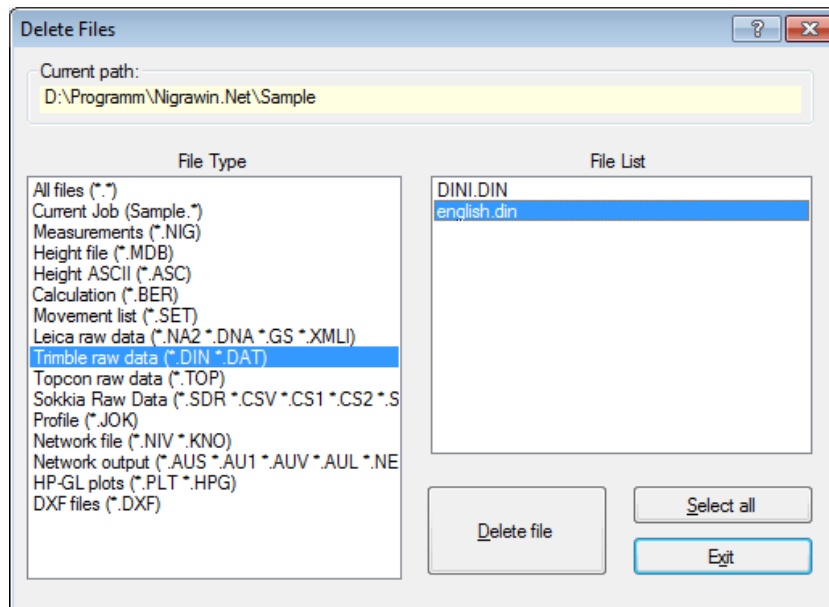 Delete Files
Current path:
D:\Programm\Nigrawin.Net\Sample
File Type
All files (*.*)
Current Job (Sample.*)
Measurements (*.NIG)
Height file (*.MDB)
Height ASCII (*.ASC)
Calculation (*.BER)
Movement list (*.SET)
Leica raw data (*.NA2 *.DNA *.GS *.XMLI)
Trimble raw data (*.DIN *.DAT)
Topcon raw data (*.TOP)
Sokkia Raw Data (*.SDR *.CSV *.CS1 *.CS2 *.S
Profile (*.JOK)
Network file (*.NIV *.KNO)
Network output (*.AUS *.AU1 *.AUV *.AUL *.NE
HP-GL plots (*.PLT *.HPG)
DXF files (*.DXF)
File List
DINI.DIN
english.din
Delete file
Select all
Exit